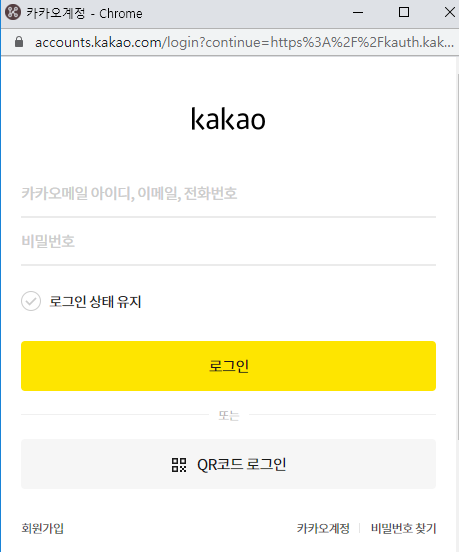 카카오계정 - Chrome
accounts.kakao.com/login?continue=https%3A%2F%2Fkauth.kak...
kakao
카카오메일 아이디, 이메일, 전화번호
비밀번호
로그인 상태 유지
로그인
또는
QR코드 로그인
회원가입 카카오계정 비밀번호 찾기